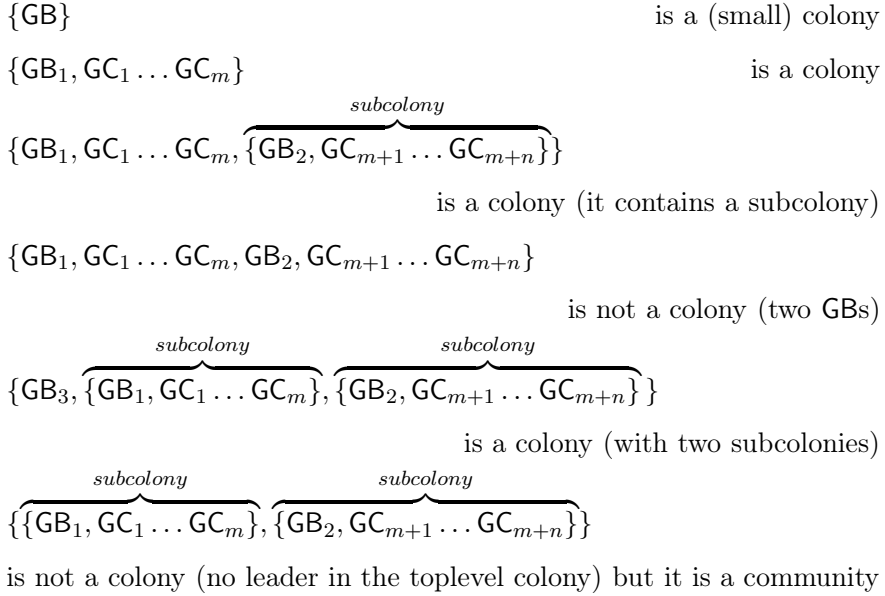 {GB} is a (small) colony
{GB₁, GC₁ … GCₘ} is a colony
subcolony
{GB₁, GC₁ … GCₘ, {GB₂, GCₘ₊₁ … GCₘ₊ₙ}}
is a colony (it contains a subcolony)
{GB₁, GC₁ … GCₘ, GB₂, GCₘ₊₁ … GCₘ₊ₙ}
is not a colony (two GBs)
subcolony subcolony
{GB₃, {GB₁, GC₁ … GCₘ}, {GB₂, GCₘ₊₁ … GCₘ₊ₙ} }
is a colony (with two subcolonies)
subcolony subcolony
{{GB₁, GC₁ … GCₘ}, {GB₂, GCₘ₊₁ … GCₘ₊ₙ}}
is not a colony (no leader in the toplevel colony) but it is a community